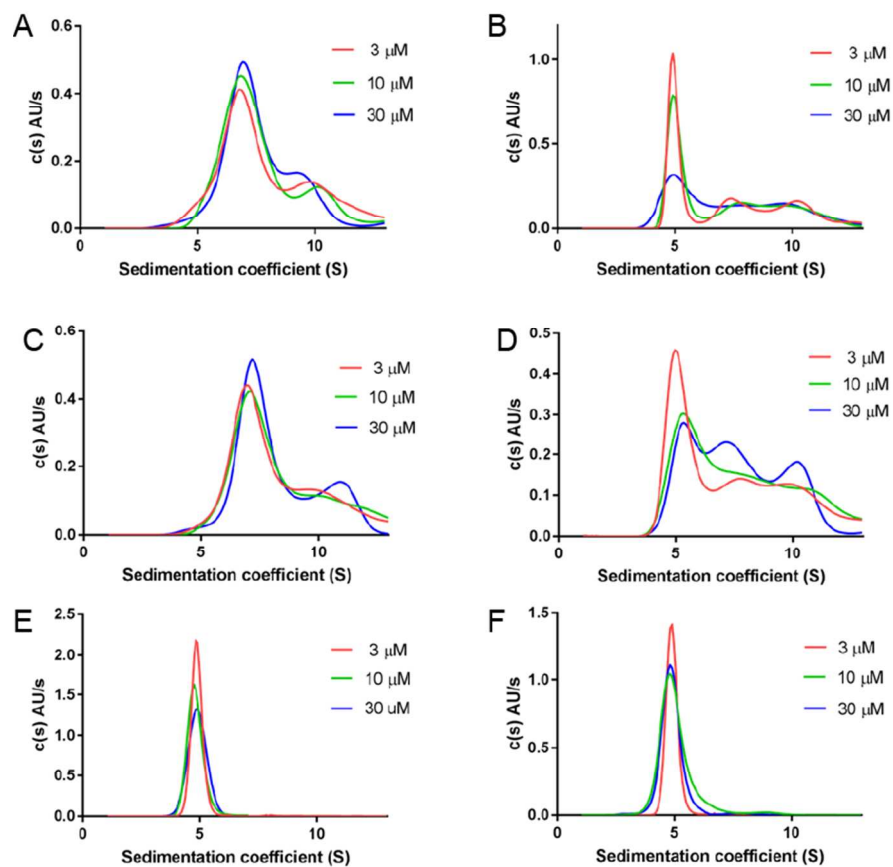 A
0.6
0.4
0.2
0.0
0
5
10
c(s) AU/s
Sedimentation coefficient (S)
3 μM
10 μM
30 μM
B
1.0
0.5
0.0
0
5
10
c(s) AU/s
Sedimentation coefficient (S)
3 μM
10 μM
30 μM
C
0.6
0.4
0.2
0.0
0
5
10
c(s) AU/s
Sedimentation coefficient (S)
3 μM
10 μM
30 μM
D
0.5
0.4
0.3
0.2
0.1
0.0
0
5
10
c(s) AU/s
Sedimentation coefficient (S)
3 μM
10 μM
30 μM
E
2.5
2.0
1.5
1.0
0.5
0.0
0
5
10
c(s) AU/s
Sedimentation coefficient (S)
3 μM
10 μM
30 uM
F
1.5
1.0
0.5
0.0
0
5
10
c(s) AU/s
Sedimentation coefficient (S)
3 μM
10 μM
30 μM